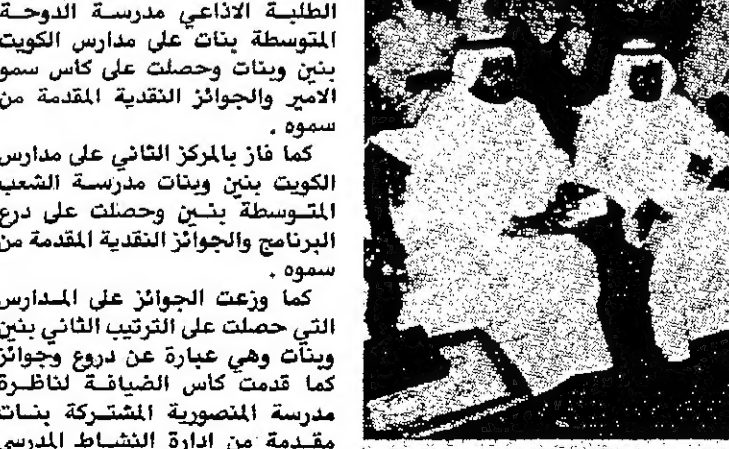 الطلبة الاذاعي مدرسة الدوحة
المتوسطة بنات على مدارس الكويت
بنين وبنات وحصلت على كأس سمو
الامير والجوائز النقدية المقدمة من
سموه .
كما فاز بالمركز الثاني على مدارس
الكويت بنين وبنات مدرسة الشعب
المتوسطة بنين وحصلت على درع
البرنامج والجوائز النقدية المقدمة من
سموه .
كما وزعت الجوائز على المدارس
التي حصلت على الترتيب الثاني بنين
وبنات وهي عبارة عن دروع وجوائز
كما قدمت كأس الضيافة لناظرة
مدرسة المنصورية المشتركة بنات
مقدمة من ادارة النشاط المدرسي